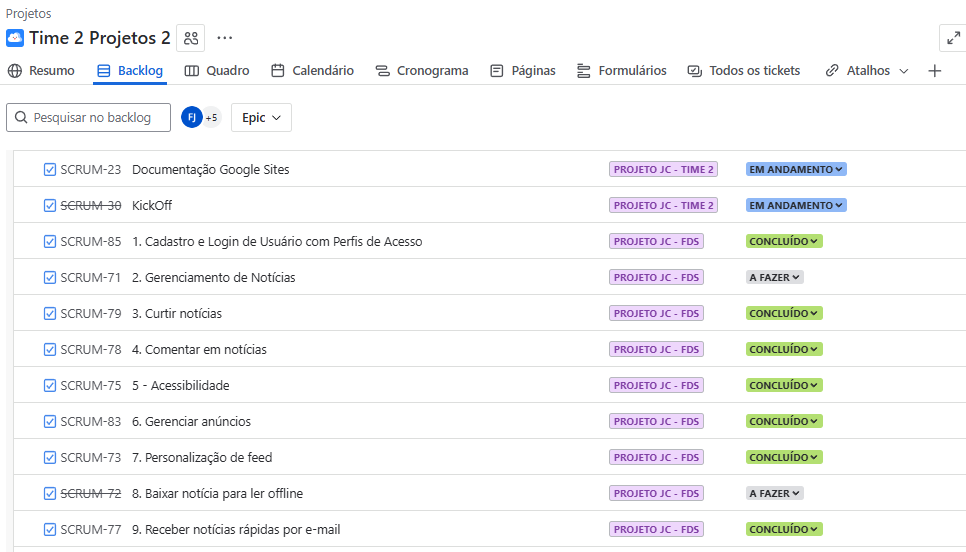 Projetos
Time 2 Projetos 2
Resumo Backlog Quadro Calendário Cronograma Páginas Formulários Todos os tickets Atalhos
Pesquisar no backlog FJ +5 Epic
SCRUM-23 Documentação Google Sites PROJETO JC - TIME 2 EM ANDAMENTO
SCRUM-30 KickOff PROJETO JC - TIME 2 EM ANDAMENTO
SCRUM-85 1. Cadastro e Login de Usuário com Perfis de Acesso PROJETO JC - FDS CONCLUÍDO
SCRUM-71 2. Gerenciamento de Notícias PROJETO JC - FDS A FAZER
SCRUM-79 3. Curtir notícias PROJETO JC - FDS CONCLUÍDO
SCRUM-78 4. Comentar em notícias PROJETO JC - FDS CONCLUÍDO
SCRUM-75 5 - Acessibilidade PROJETO JC - FDS CONCLUÍDO
SCRUM-83 6. Gerenciar anúncios PROJETO JC - FDS CONCLUÍDO
SCRUM-73 7. Personalização de feed PROJETO JC - FDS CONCLUÍDO
SCRUM-72 8. Baixar notícia para ler offline PROJETO JC - FDS A FAZER
SCRUM-77 9. Receber notícias rápidas por e-mail PROJETO JC - FDS CONCLUÍDO